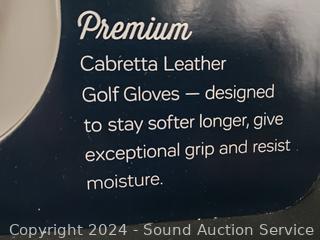 Premium
Cabretta Leather
Golf Gloves — designed
to stay softer longer, give
exceptional grip and resist
moisture.
Copyright 2024 - Sound Auction Service